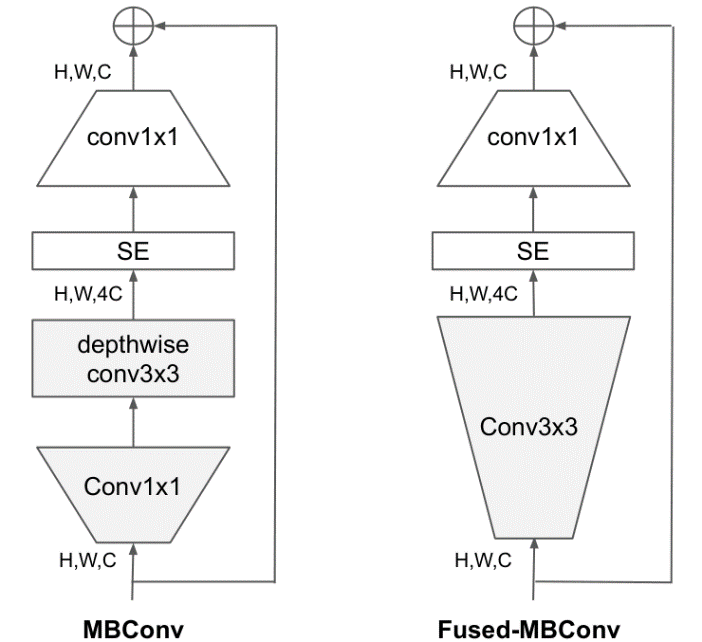 H,W,C
conv1x1
SE
H,W,4C
depthwise
conv3x3
Conv1x1
H,W,C
MBConv
H,W,C
conv1x1
SE
H,W,4C
Conv3x3
H,W,C
Fused-MBConv